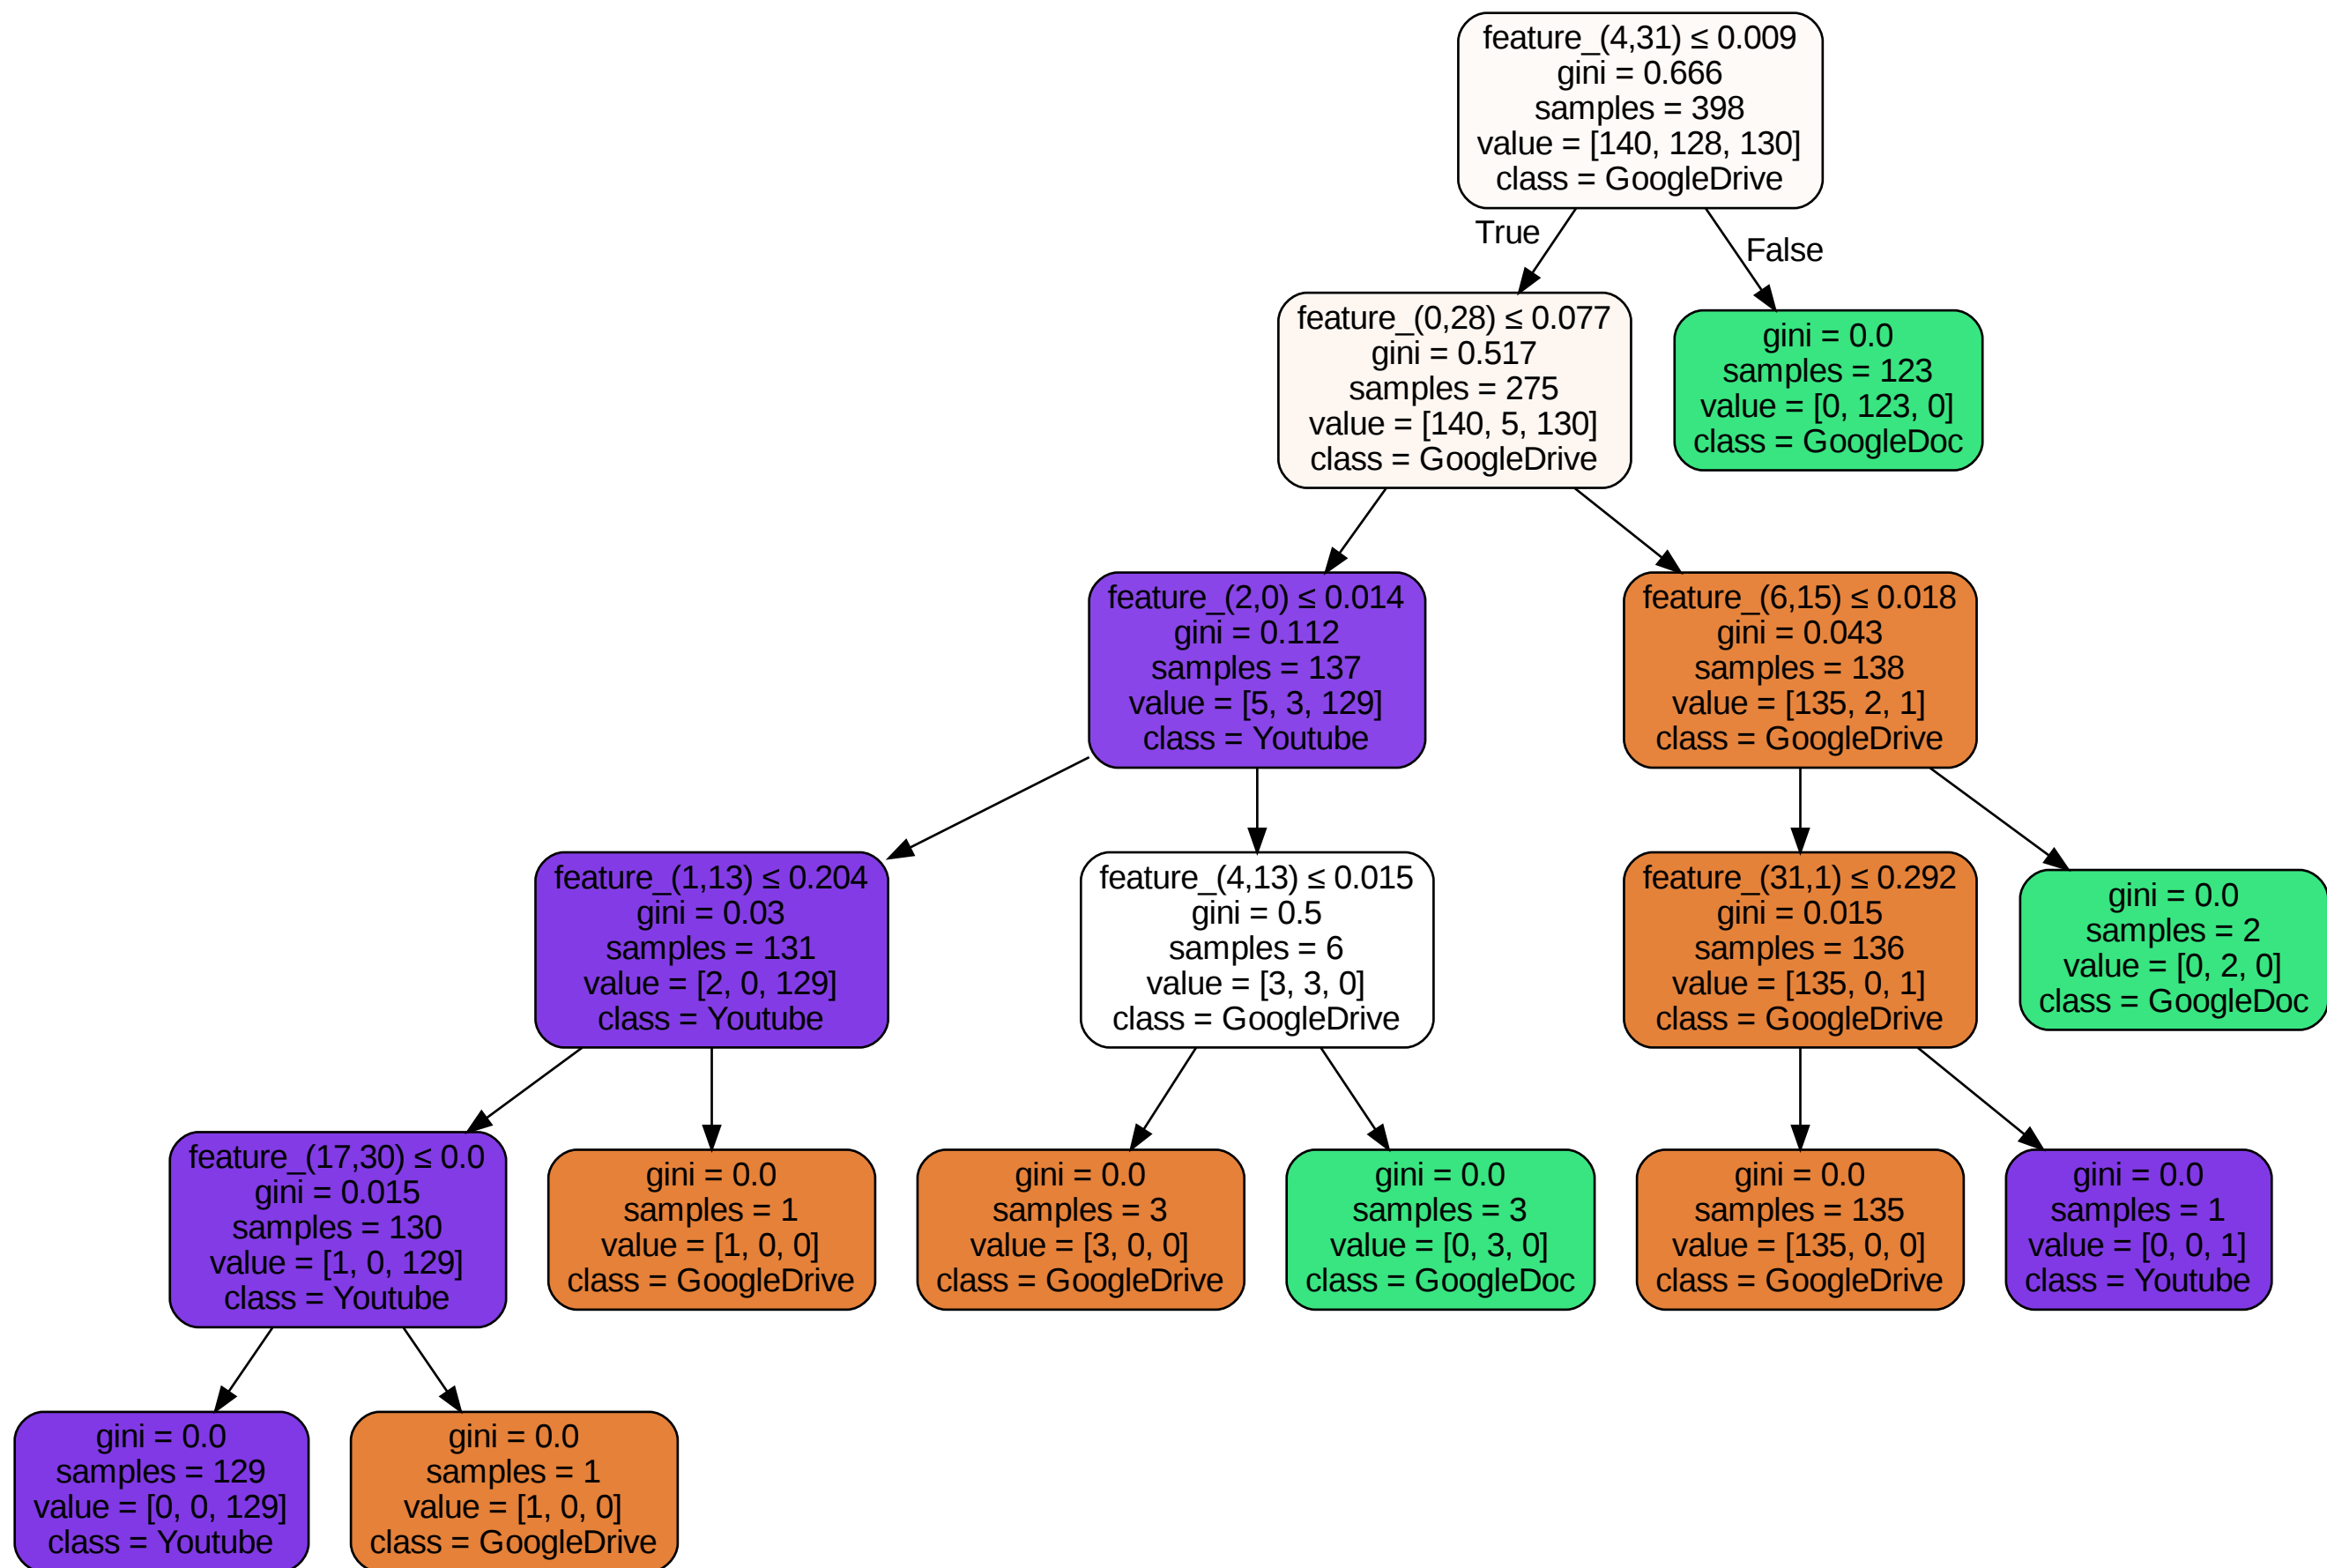 feature_(4,31) ≤ 0.009
gini = 0.666
samples = 398
value = [140, 128, 130]
class = GoogleDrive
True
False
feature_(0,28) ≤ 0.077
gini = 0.517
samples = 275
value = [140, 5, 130]
class = GoogleDrive
gini = 0.0
samples = 123
value = [0, 123, 0]
class = GoogleDoc
feature_(2,0) ≤ 0.014
gini = 0.112
samples = 137
value = [5, 3, 129]
class = Youtube
feature_(6,15) ≤ 0.018
gini = 0.043
samples = 138
value = [135, 2, 1]
class = GoogleDrive
feature_(1,13) ≤ 0.204
gini = 0.03
samples = 131
value = [2, 0, 129]
class = Youtube
feature_(4,13) ≤ 0.015
gini = 0.5
samples = 6
value = [3, 3, 0]
class = GoogleDrive
feature_(31,1) ≤ 0.292
gini = 0.015
samples = 136
value = [135, 0, 1]
class = GoogleDrive
gini = 0.0
samples = 2
value = [0, 2, 0]
class = GoogleDoc
feature_(17,30) ≤ 0.0
gini = 0.015
samples = 130
value = [1, 0, 129]
class = Youtube
gini = 0.0
samples = 1
value = [1, 0, 0]
class = GoogleDrive
gini = 0.0
samples = 3
value = [3, 0, 0]
class = GoogleDrive
gini = 0.0
samples = 3
value = [0, 3, 0]
class = GoogleDoc
gini = 0.0
samples = 135
value = [135, 0, 0]
class = GoogleDrive
gini = 0.0
samples = 1
value = [0, 0, 1]
class = Youtube
gini = 0.0
samples = 129
value = [0, 0, 129]
class = Youtube
gini = 0.0
samples = 1
value = [1, 0, 0]
class = GoogleDrive